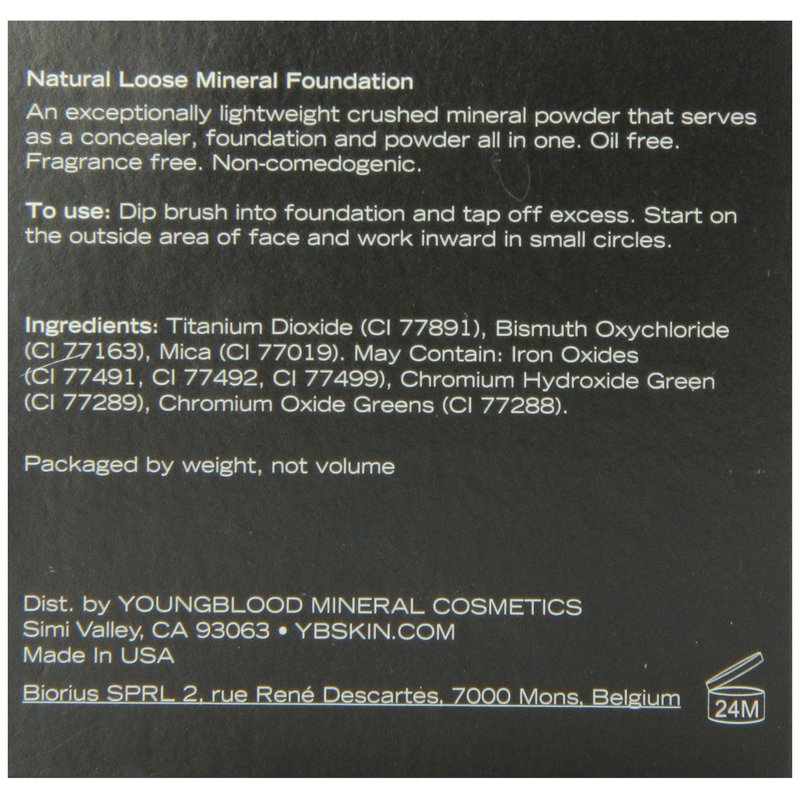 Natural Loose Mineral Foundation
An exceptionally lightweight crushed mineral powder that serves
as a concealer, foundation and powder all in one. Oil free.
Fragrance free. Non-comedogenic.
To use: Dip brush into foundation and tap off excess. Start on
the outside area of face and work inward in small circles.
Ingredients: Titanium Dioxide (CI 77891), Bismuth Oxychloride
(CI 77163), Mica (CI 77019). May Contain: Iron Oxides
(CI 77491, CI 77492, CI 77499), Chromium Hydroxide Green
(CI 77289), Chromium Oxide Greens (CI 77288).
Packaged by weight, not volume
Dist. by YOUNGBLOOD MINERAL COSMETICS
Simi Valley, CA 93063 • YBSKIN.COM
Made In USA
Biorius SPRL 2, rue René Descartes, 7000 Mons, Belgium
24M